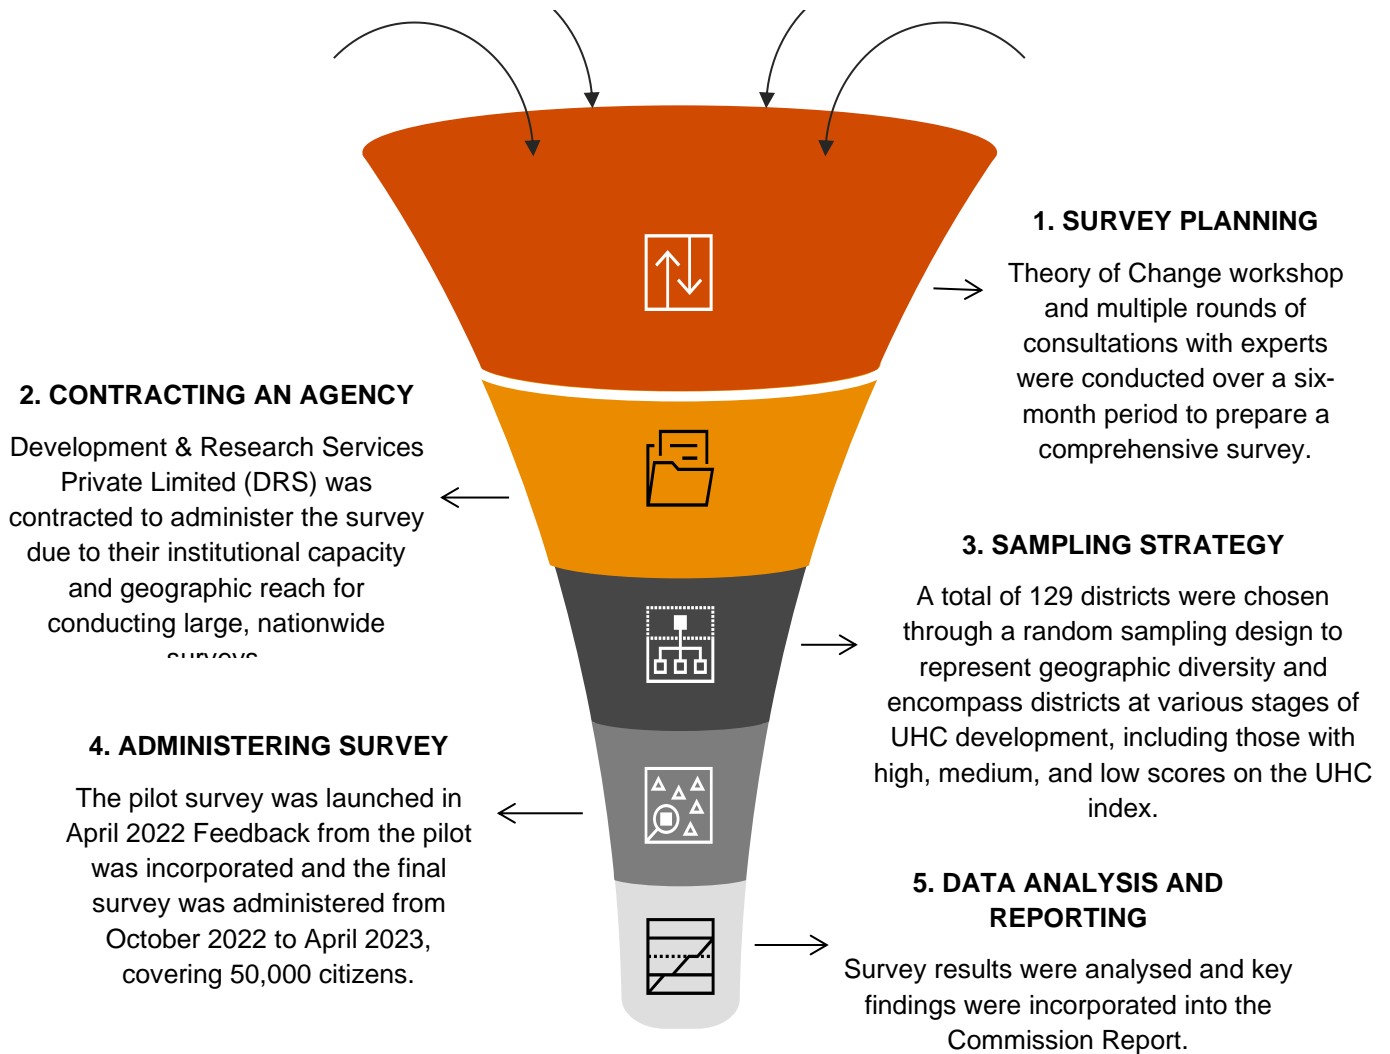 1. SURVEY PLANNING
Theory of Change workshop
and multiple rounds of
consultations with experts
were conducted over a six-
month period to prepare a
comprehensive survey.
2. CONTRACTING AN AGENCY
Development & Research Services
Private Limited (DRS) was
contracted to administer the survey
due to their institutional capacity
and geographic reach for
conducting large, nationwide
surveys
3. SAMPLING STRATEGY
A total of 129 districts were chosen
through a random sampling design to
represent geographic diversity and
encompass districts at various stages of
UHC development, including those with
high, medium, and low scores on the UHC
index.
4. ADMINISTERING SURVEY
The pilot survey was launched in
April 2022 Feedback from the pilot
was incorporated and the final
survey was administered from
October 2022 to April 2023,
covering 50,000 citizens.
5. DATA ANALYSIS AND
REPORTING
Survey results were analysed and key
findings were incorporated into the
Commission Report.